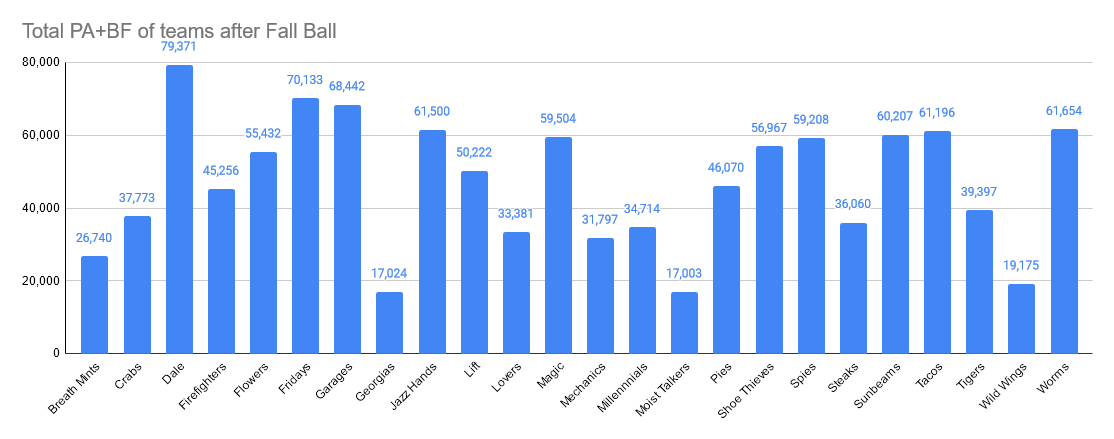 Total PA+BF of teams after Fall Ball
80,000
60,000
40,000
20,000
0
26,740
37,773
79,371
45,256
55,432
70,133
68,442
17,024
61,500
50,222
33,381
59,504
31,797
34,714
17,003
46,070
56,967
59,208
36,060
60,207
61,196
39,397
19,175
61,654
Breath Mints
Crabs
Dale
Firefighters
Flowers
Fridays
Garages
Georgias
Jazz Hands
Lift
Lovers
Magic
Mechanics
Millennnials
Moist Talkers
Pies
Shoe Thieves
Spies
Steaks
Sunbeams
Tacos
Tigers
Wild Wings
Worms